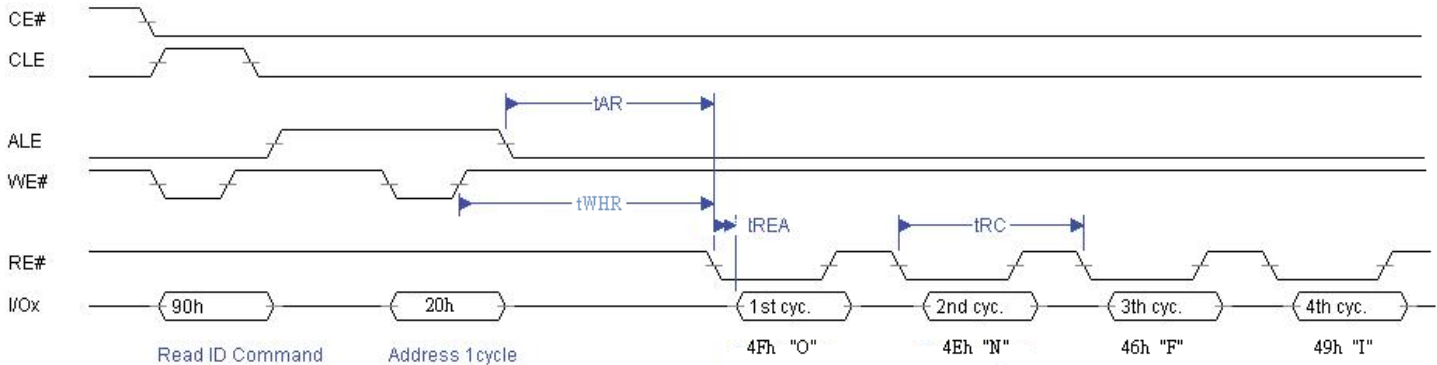 CE#
CLE
tAR
ALE
WE#
tWHR
tREA
tRC
RE#
I/Ox
90h
20h
1st cyc.
2nd cyc.
3th cyc.
4th cyc.
Read ID Command
Address 1cycle
4Fh "O"
4Eh "N"
46h "F"
49h "I"